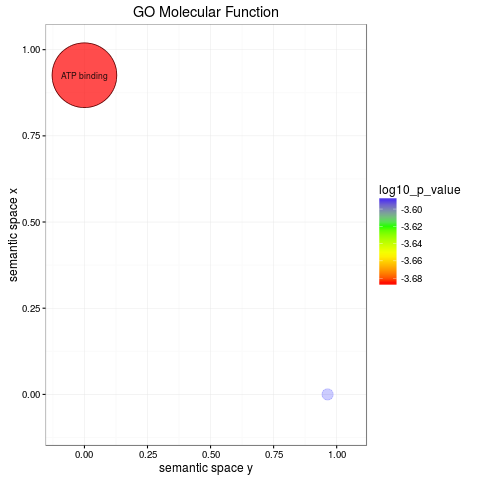 GO Molecular Function
1.00
ATP binding
0.75
semantic space x
0.50
0.25
0.00
0.00 0.25 0.50 0.75 1.00
semantic space y
log10_p_value
-3.60
-3.62
-3.64
-3.66
-3.68